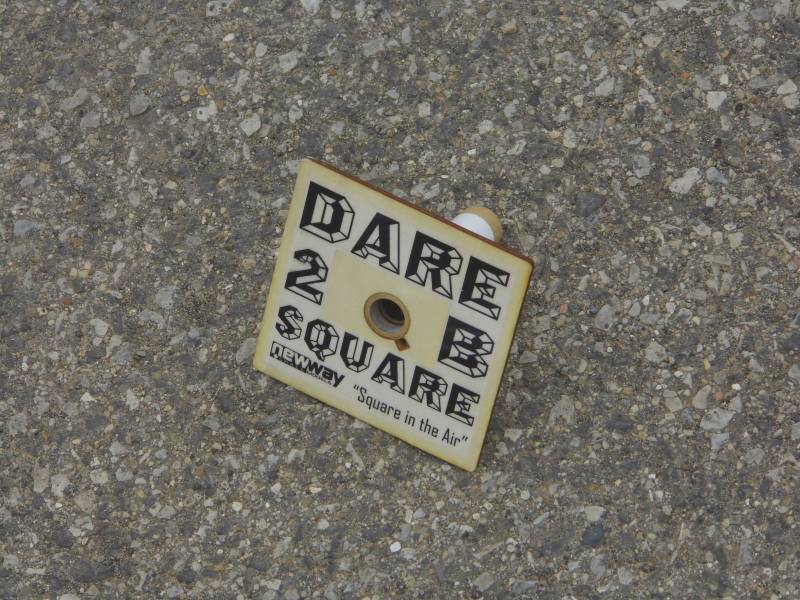 DARE
2 B
SQUARE
newway
"Square in the Air"